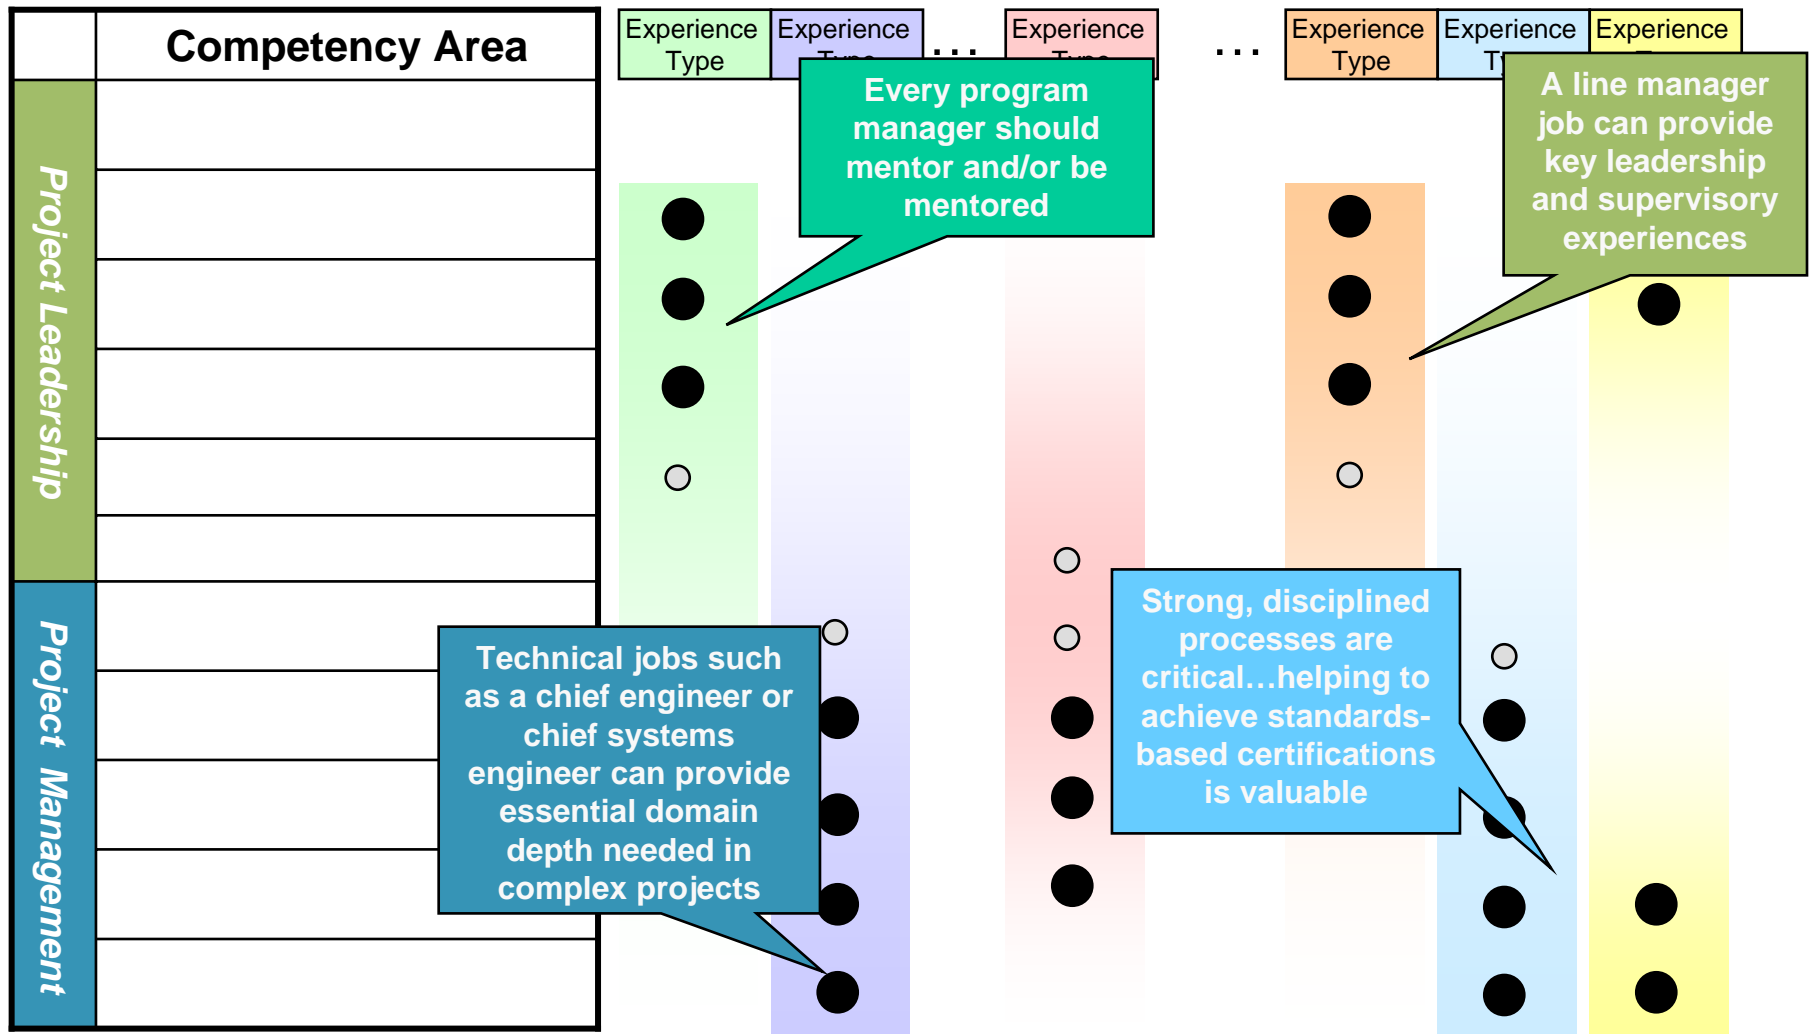 Competency Area
Experience
Type
Experience
Type
...
Experience
Type
...
Experience
Type
Experience
Experience
Every program
manager should
mentor and/or be
mentored
A line manager
job can provide
key leadership
and supervisory
experiences
Project Leadership
Project Management
Technical jobs such
as a chief engineer or
chief systems
engineer can provide
essential domain
depth needed in
complex projects
Strong, disciplined
processes are
critical…helping to
achieve standards-
based certifications
is valuable